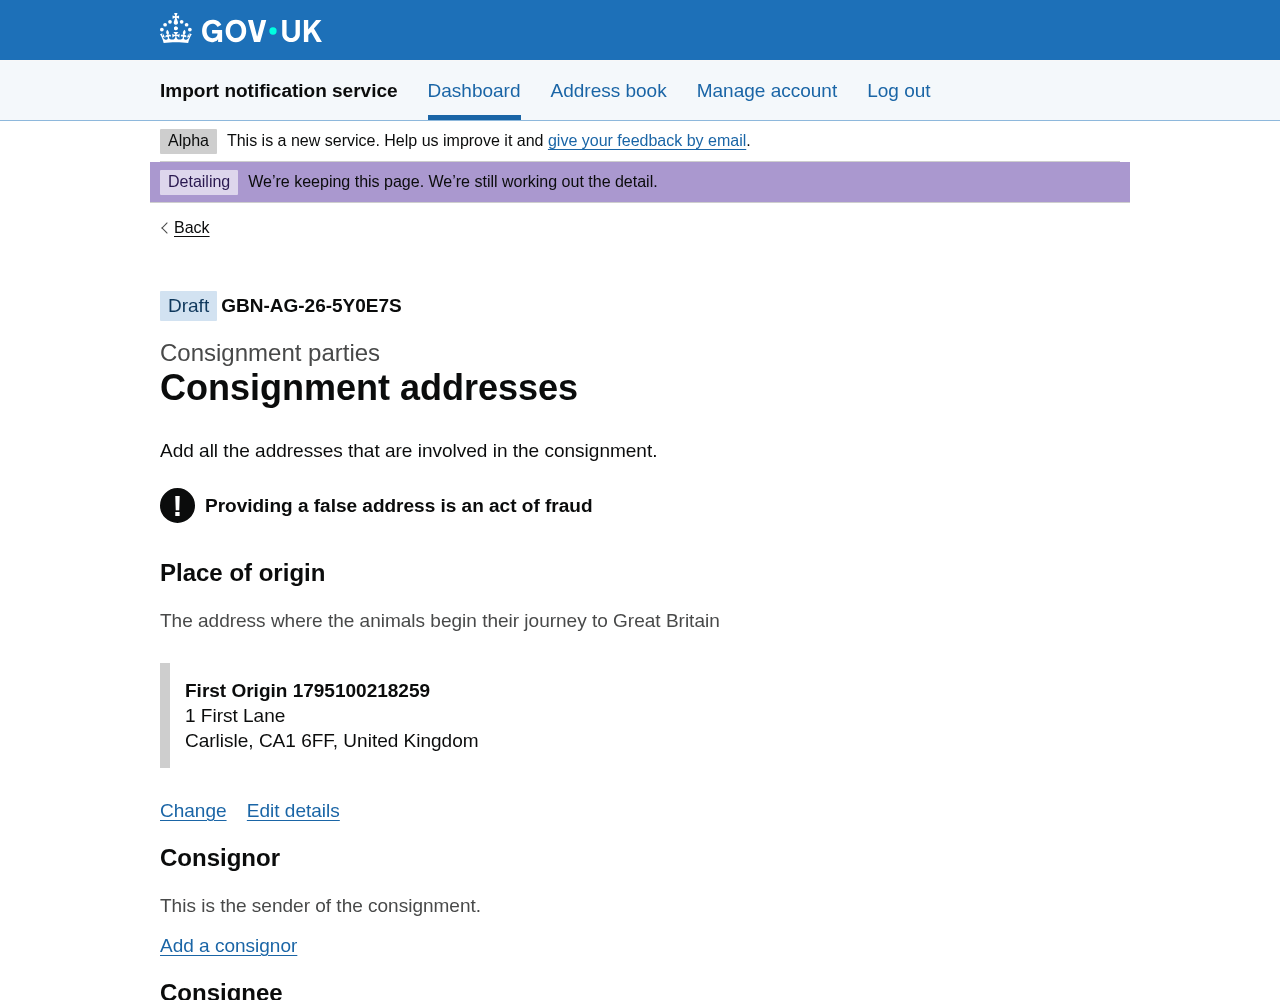 GOV·UK
Import notification service Dashboard Address book Manage account Log out
Alpha This is a new service. Help us improve it and give your feedback by email.
Detailing We’re keeping this page. We’re still working out the detail.
Back
Draft GBN-AG-26-5Y0E7S
Consignment parties
Consignment addresses
Add all the addresses that are involved in the consignment.
! Providing a false address is an act of fraud
Place of origin
The address where the animals begin their journey to Great Britain
First Origin 1795100218259
1 First Lane
Carlisle, CA1 6FF, United Kingdom
Change Edit details
Consignor
This is the sender of the consignment.
Add a consignor
Consignee